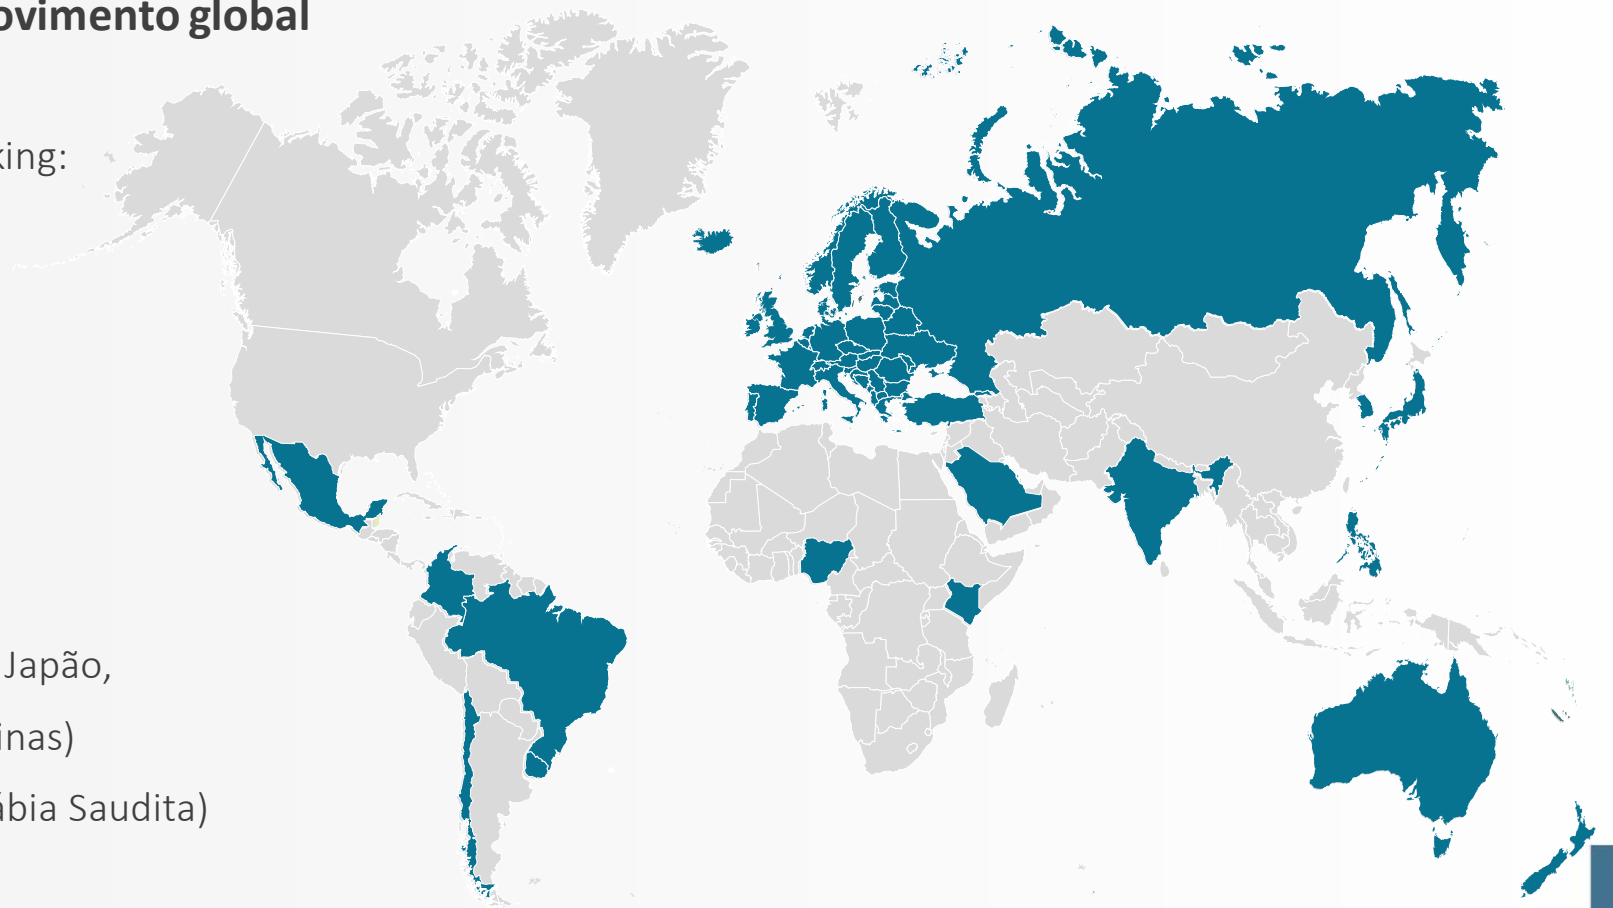 ovimento global
king:
Japão,
inas)
ábia Saudita)